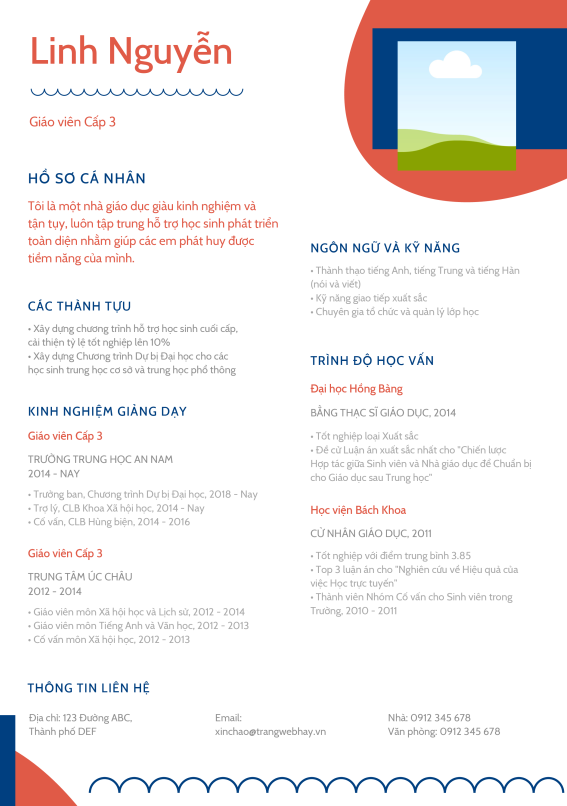 Linh Nguyễn
Giáo viên Cấp 3
HỒ SƠ CÁ NHÂN
Tôi là một nhà giáo dục giàu kinh nghiệm và
tận tụy, luôn tập trung hỗ trợ học sinh phát triển
toàn diện nhằm giúp các em phát huy được
tiềm năng của mình.
CÁC THÀNH TỰU
• Xây dựng chương trình hỗ trợ học sinh cuối cấp,
cải thiện tỷ lệ tốt nghiệp lên 10%
• Xây dựng Chương trình Dự bị Đại học cho các
học sinh trung học cơ sở và trung học phổ thông
KINH NGHIỆM GIẢNG DẠY
Giáo viên Cấp 3
TRƯỜNG TRUNG HỌC AN NAM
2014 - NAY
• Trưởng ban, Chương trình Dự bị Đại học, 2018 - Nay
• Trợ lý, CLB Khoa Xã hội học, 2014 - Nay
• Cố vấn, CLB Hùng biện, 2014 - 2016
Giáo viên Cấp 3
TRUNG TÂM ÚC CHÂU
2012 - 2014
• Giáo viên môn Xã hội học và Lịch sử, 2012 - 2014
• Giáo viên môn Tiếng Anh và Văn học, 2012 - 2013
• Cố vấn môn Xã hội học, 2012 - 2013
NGÔN NGỮ VÀ KỸ NĂNG
• Thành thạo tiếng Anh, tiếng Trung và tiếng Hàn
(nói và viết)
• Kỹ năng giao tiếp xuất sắc
• Chuyên gia tổ chức và quản lý lớp học
TRÌNH ĐỘ HỌC VẤN
Đại học Hồng Bàng
BẰNG THẠC SĨ GIÁO DỤC, 2014
• Tốt nghiệp loại Xuất sắc
• Đề cử Luận án xuất sắc nhất cho "Chiến lược
Hợp tác giữa Sinh viên và Nhà giáo dục để Chuẩn bị
cho Giáo dục sau Trung học"
Học viện Bách Khoa
CỬ NHÂN GIÁO DỤC, 2011
• Tốt nghiệp với điểm trung bình 3.85
• Top 3 luận án cho "Nghiên cứu về Hiệu quả của
việc Học trực tuyến"
• Thành viên Nhóm Cố vấn cho Sinh viên trong
Trường, 2010 - 2011
THÔNG TIN LIÊN HỆ
Địa chỉ: 123 Đường ABC,
Thành phố DEF
Email:
xinchao@trangwebhay.vn
Nhà: 0912 345 678
Văn phòng: 0912 345 678